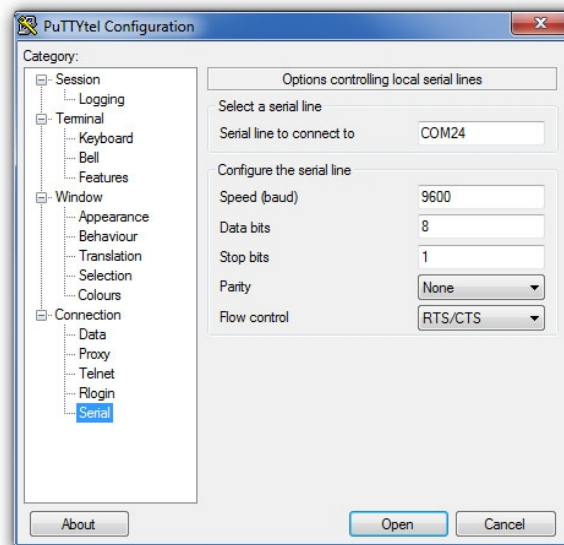 PuTTYtel Configuration
Category:
Session
Logging
Terminal
Keyboard
Bell
Features
Window
Appearance
Behaviour
Translation
Selection
Colours
Connection
Data
Proxy
Telnet
Rlogin
Serial
Options controlling local serial lines
Select a serial line
Serial line to connect to COM24
Configure the serial line
Speed (baud) 9600
Data bits 8
Stop bits 1
Parity None
Flow control RTS/CTS
About Open Cancel